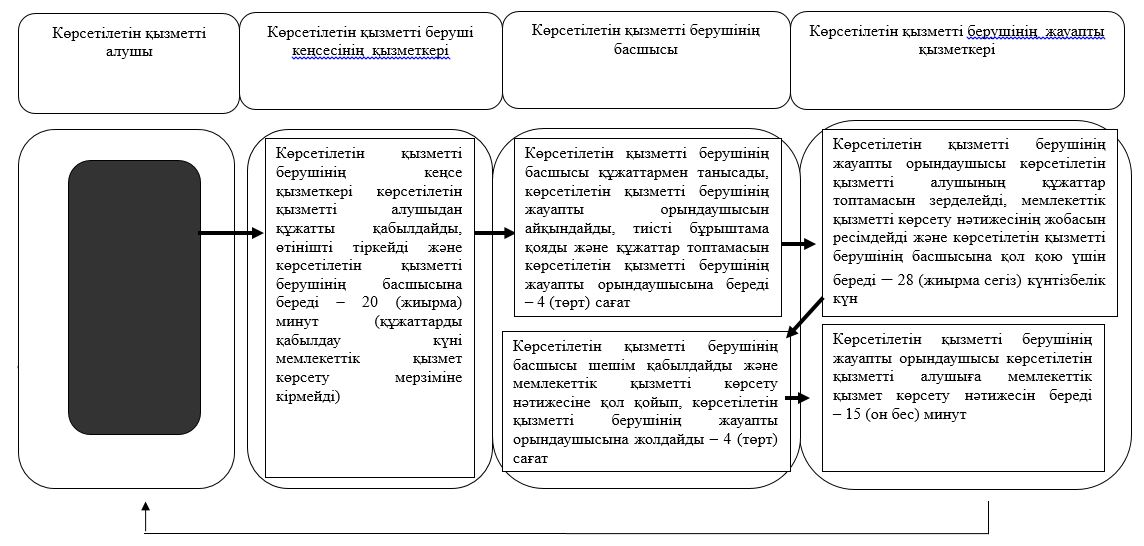 Көрсетілетін қызметті
алушы
Көрсетілетін қызметті беруші
кеңсесінің қызметкері
Көрсетілетін қызметті берушінің
басшысы
Көрсетілетін қызметті берушінің жауапты
қызметкері
Көрсетілетін қызметті
берушінің кеңсе
қызметкері көрсетілетін
қызметті алушыдан
құжатты қабылдайды,
өтінішті тіркейді және
көрсетілетін қызметті
берушінің басшысына
береді – 20 (жиырма)
минут (құжаттарды
қабылдау күні
мемлекеттік қызмет
көрсету мерзіміне
кірмейді)
Көрсетілетін қызметті берушінің
басшысы құжаттармен танысады,
көрсетілетін қызметті берушінің
жауапты орындаушысын
айқындайды, тиісті бұрыштама
қояды және құжаттар топтамасын
көрсетілетін қызметті берушінің
жауапты орындаушысына береді
– 4 (төрт) сағат
Көрсетілетін қызметті берушінің
жауапты орындаушысы көрсетілетін
қызметті алушының құжаттар
топтамасын зерделейді, мемлекеттік
қызметті көрсету нәтижесінің жобасын
ресімдейді және көрсетілетін қызметті
берушінің басшысына қол қою үшін
береді – 28 (жиырма сегіз) күнтізбелік
күн
Көрсетілетін қызметті берушінің
басшысы шешім қабылдайды және
мемлекеттік қызметті көрсету
нәтижесіне қол қойып, көрсетілетін
қызметті берушінің жауапты
орындаушысына жолдайды – 4 (төрт)
сағат
Көрсетілетін қызметті берушінің
жауапты орындаушысы көрсетілетін
қызметті алушыға мемлекеттік
қызмет көрсету нәтижесін береді
– 15 (он бес) минут